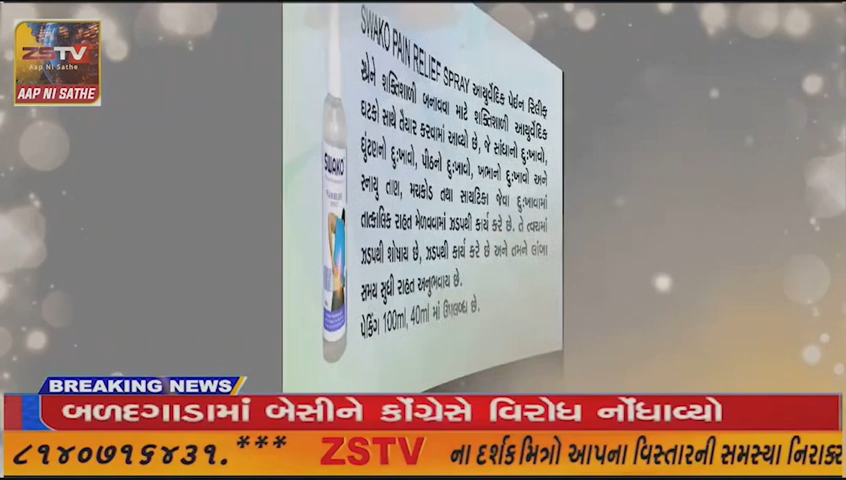 ZSTV
Aap Ni Sathe
AAP NI SATHE
SWAKO PAIN RELIEF SPRAY આયુર્વેદિક પેઈન રિલીફ
એને શક્તિશાળી બનાવવા માટે શક્તિશાળી આયુર્વેદિક
ઘટકો સાથે તૈયાર કરવામાં આવ્યો છે, જે સાંધાનો દુઃખાવો,
ઘુંટણનો દુઃખાવો, પીઠનો દુઃખાવો, ખભાનો દુઃખાવો અને
સ્નાયુ તાણ, મચકોડ તથા સાયટિકા જેવા દુઃખાવામાં
તાત્કાલિક રાહત મેળવવામાં ઝડપથી કાર્ય કરે છે. તે ત્વચામાં
ઝડપથી શોષાય છે, ઝડપથી કાર્ય કરે છે અને તમને લાંબા
સમય સુધી રાહત અનુભવાય છે.
પેકિંગ 100ml, 40ml માં ઉપલબ્ધ છે.
SWAKO
PAIN RELIEF
BREAKING NEWS
બળદગાડામાં બેસીને કોંગ્રેસે વિરોધ નોંધાવ્યો
૮૧૪૦૭૧૬૪૩૧.*** ZSTV ના દર્શક મિત્રો આપના વિસ્તારની સમસ્યા નિરાકર